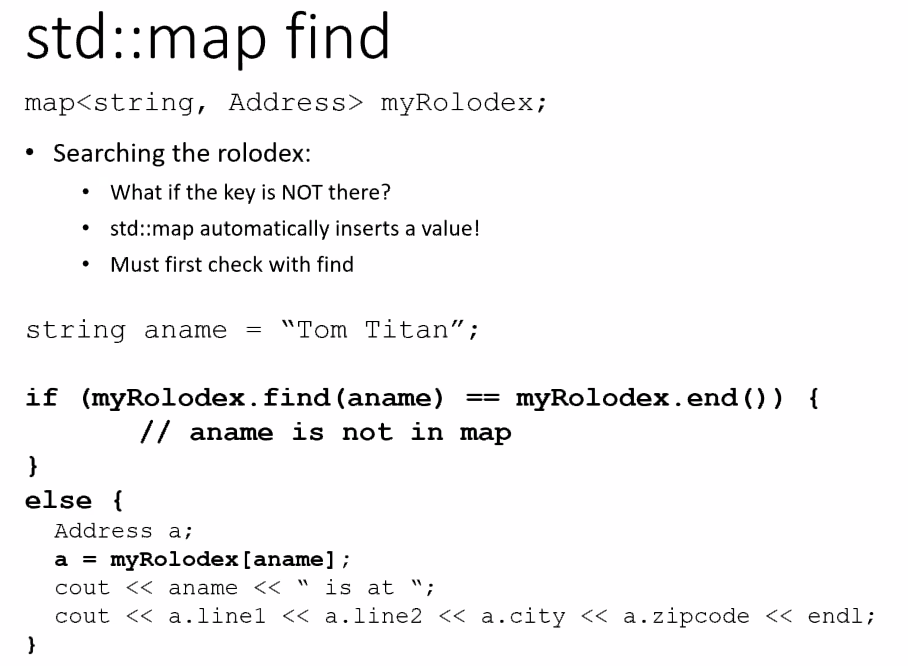 std::map find
map<string, Address> myRolodex;
• Searching the rolodex:
• What if the key is NOT there?
• std::map automatically inserts a value!
• Must first check with find
string aname = “Tom Titan”;
if (myRolodex.find(aname) == myRolodex.end()) {
// aname is not in map
}
else {
Address a;
a = myRolodex[aname];
cout << aname << “ is at “;
cout << a.line1 << a.line2 << a.city << a.zipcode << endl;
}